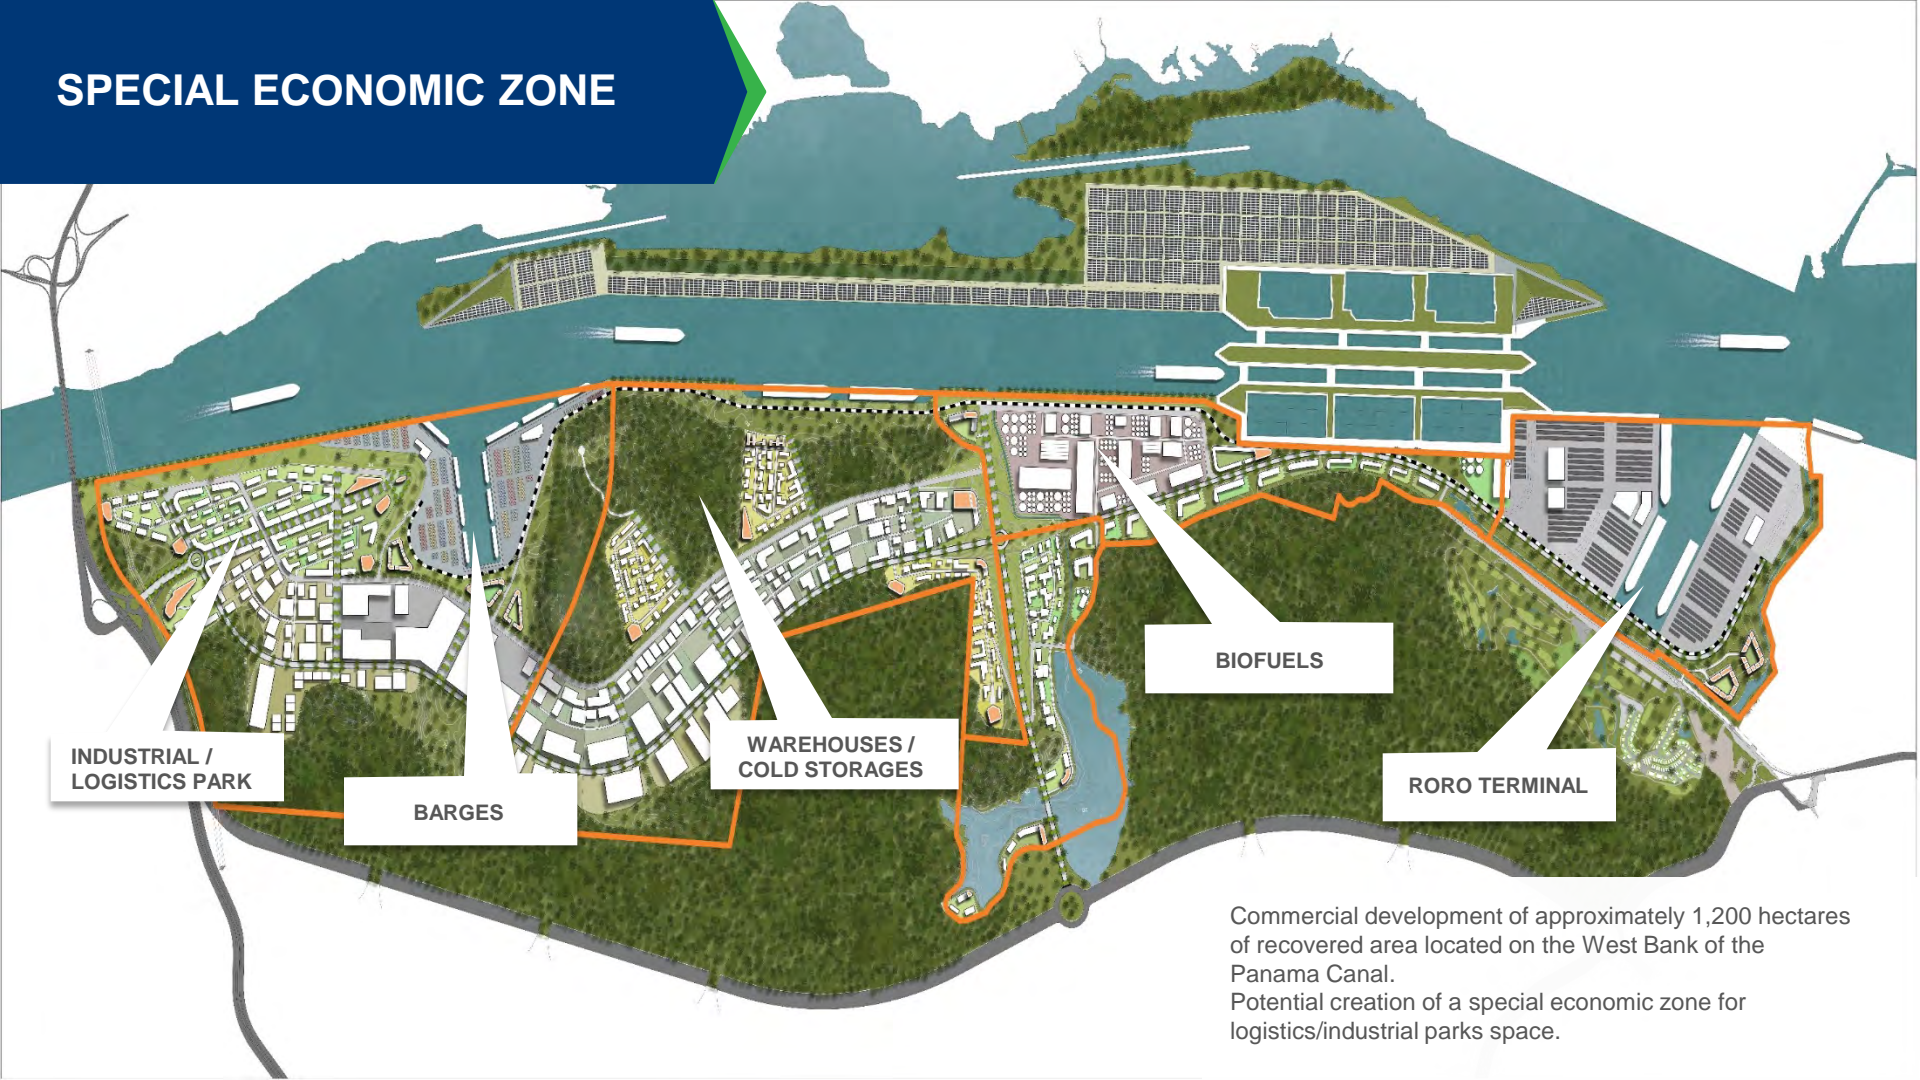 SPECIAL ECONOMIC ZONE
INDUSTRIAL /
LOGISTICS PARK
BARGES
WAREHOUSES /
COLD STORAGES
BIOFUELS
RORO TERMINAL
Commercial development of approximately 1,200 hectares
of recovered area located on the West Bank of the
Panama Canal.
Potential creation of a special economic zone for
logistics/industrial parks space.